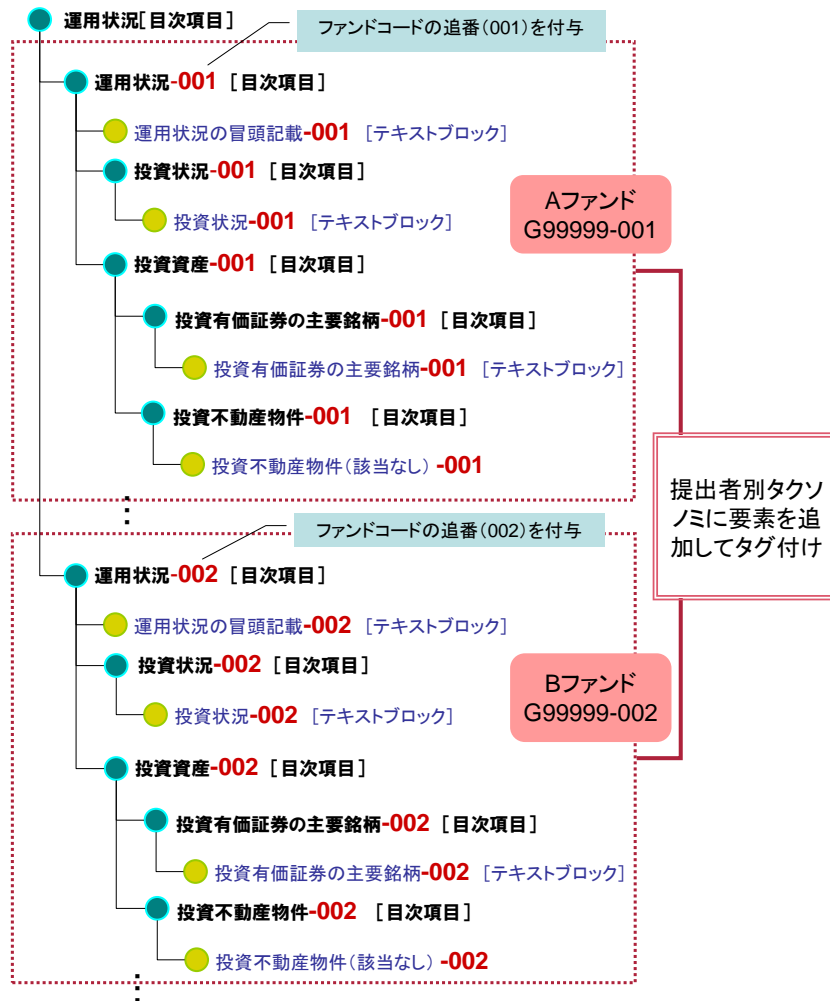 運用状況[目次項目]
ファンドコードの追番(001)を付与
運用状況-001 [目次項目]
運用状況の冒頭記載-001 [テキストブロック]
投資状況-001 [目次項目]
投資状況-001 [テキストブロック]
Aファンド
G99999-001
投資資産-001 [目次項目]
投資有価証券の主要銘柄-001 [目次項目]
投資有価証券の主要銘柄-001 [テキストブロック]
投資不動産物件-001 [目次項目]
投資不動産物件(該当なし) -001
提出者別タクソ
ノミに要素を追
加してタグ付け
ファンドコードの追番(002)を付与
運用状況-002 [目次項目]
運用状況の冒頭記載-002 [テキストブロック]
投資状況-002 [目次項目]
投資状況-002 [テキストブロック]
Bファンド
G99999-002
投資資産-002 [目次項目]
投資有価証券の主要銘柄-002 [目次項目]
投資有価証券の主要銘柄-002 [テキストブロック]
投資不動産物件-002 [目次項目]
投資不動産物件(該当なし) -002